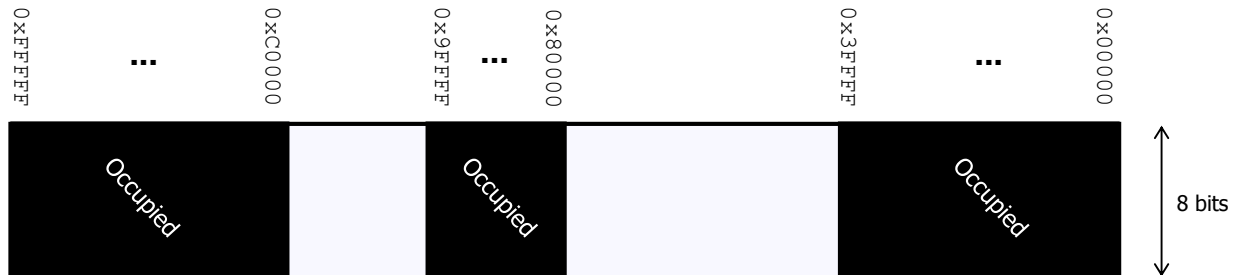 0xFFFFF
...
0xC0000
0x9FFFF
...
0x80000
0x3FFFF
...
0x00000
Occupied
Occupied
Occupied
8 bits